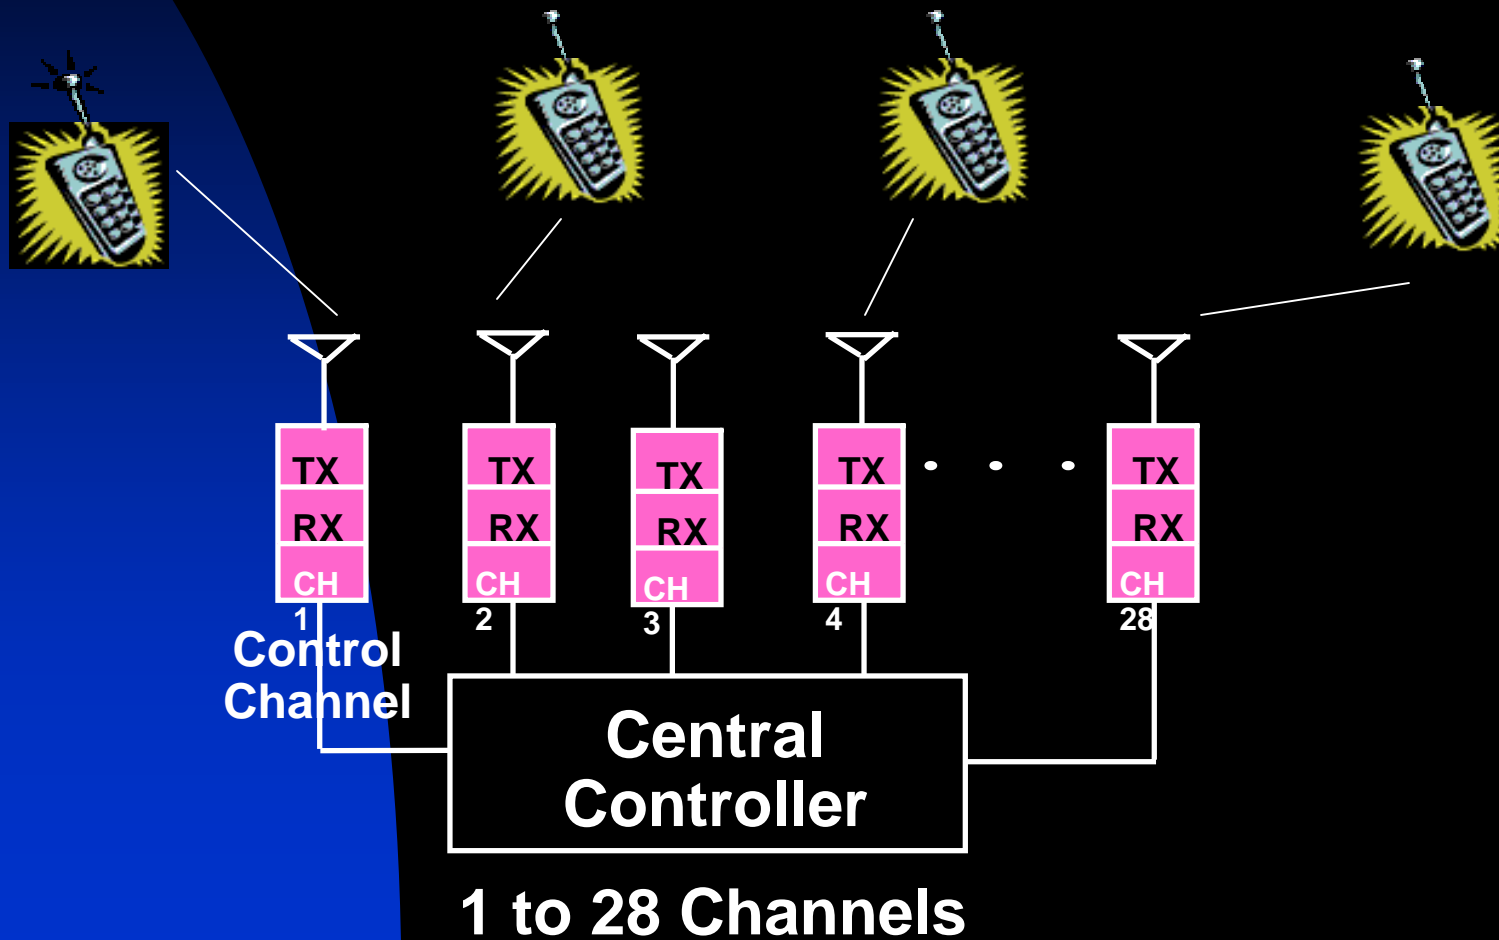 TX TX TX TX TX
RX RX RX RX RX
CH CH CH CH CH
1 2 3 4 28
Control
Channel
Central
Controller
1 to 28 Channels